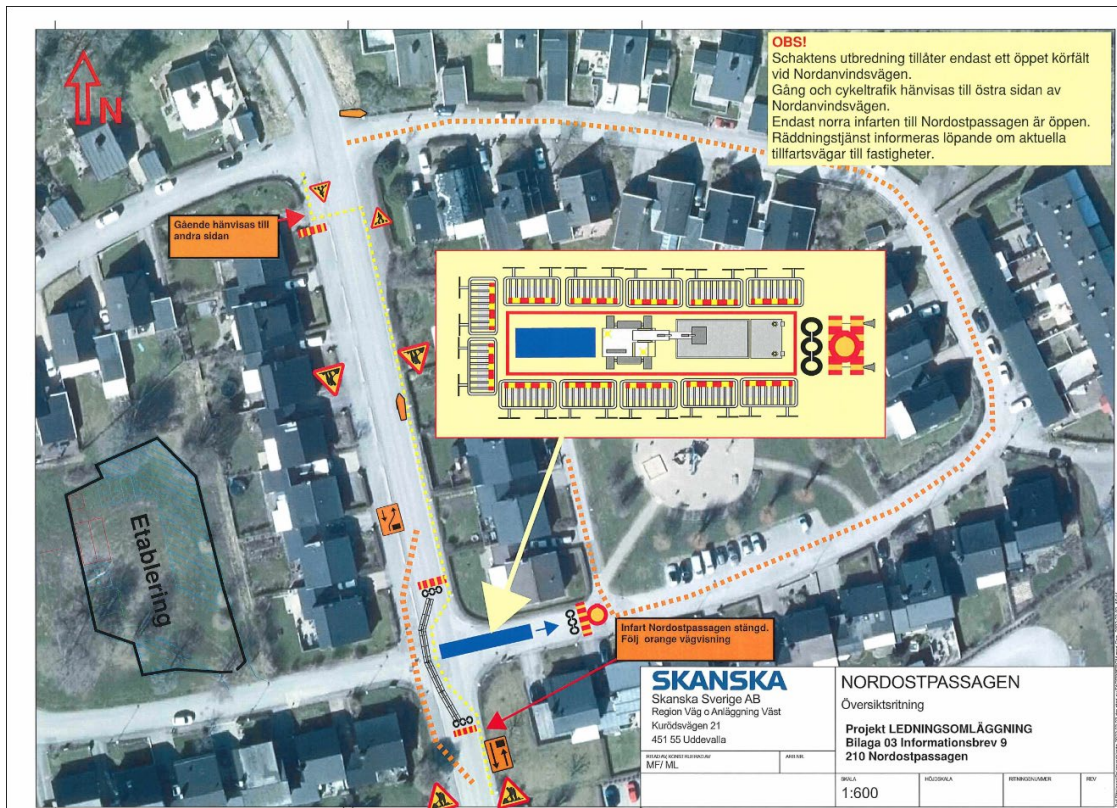 OBS!
Schaktens utbredning tillåter endast ett öppet körfält
vid Nordanvindsvägen.
Gång och cykeltrafik hänvisas till östra sidan av
Nordanvindsvägen.
Endast norra infarten till Nordostpassagen är öppen.
Räddningstjänst informeras löpande om aktuella
tillfartsvägar till fastigheter.
N
Gående hänvisas till
andra sidan
Etablering
Infart Nordostpassagen stängd.
Följ orange vägvisning
SKANSKA
Skanska Sverige AB
Region Väg o Anläggning Väst
Kurödsvägen 21
451 55 Uddevalla
MF/ ML
NORDOSTPASSAGEN
Översiktsritning
Projekt LEDNINGSOMLÄGGNING
Bilaga 03 Informationsbrev 9
210 Nordostpassagen
SKALA
1:600
HÖJDSKALA
RITNINGSNUMMER
REV